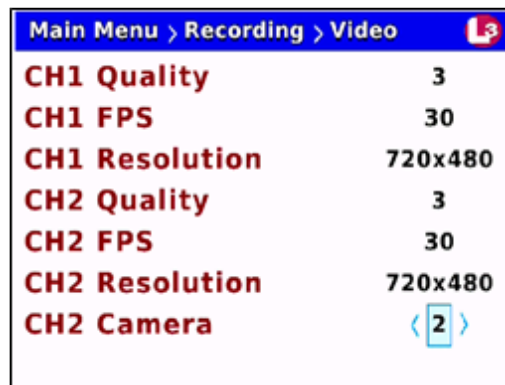 Main Menu > Recording > Video L3
CH1 Quality 3
CH1 FPS 30
CH1 Resolution 720x480
CH2 Quality 3
CH2 FPS 30
CH2 Resolution 720x480
CH2 Camera < 2 >